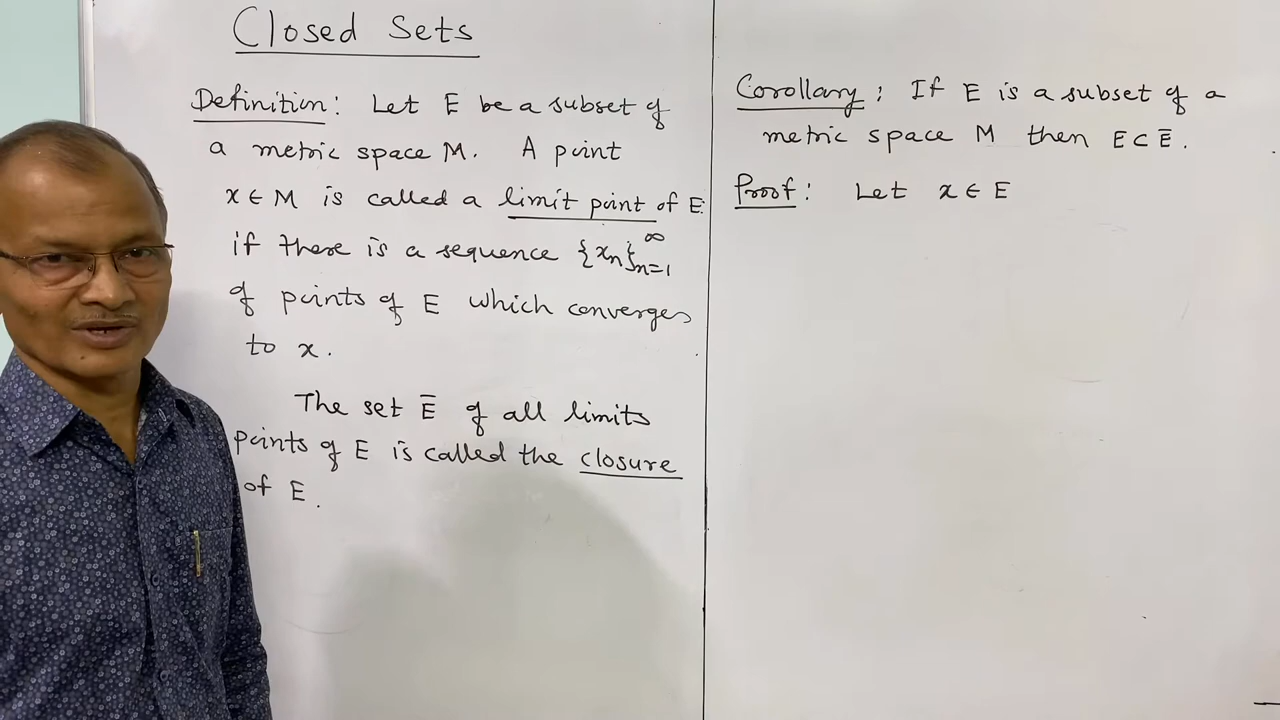 Closed Sets
Definition: Let E be a subset of
a metric space M. A point
x ∈ M is called a limit point of E
if there is a sequence {xₙ}ₙ₌₁^∞
of points of E which converges
to x.
The set Ē of all limits
points of E is called the closure
of E.
Corollary: If E is a subset of a
metric space M then E ⊂ Ē.
Proof: Let x ∈ E